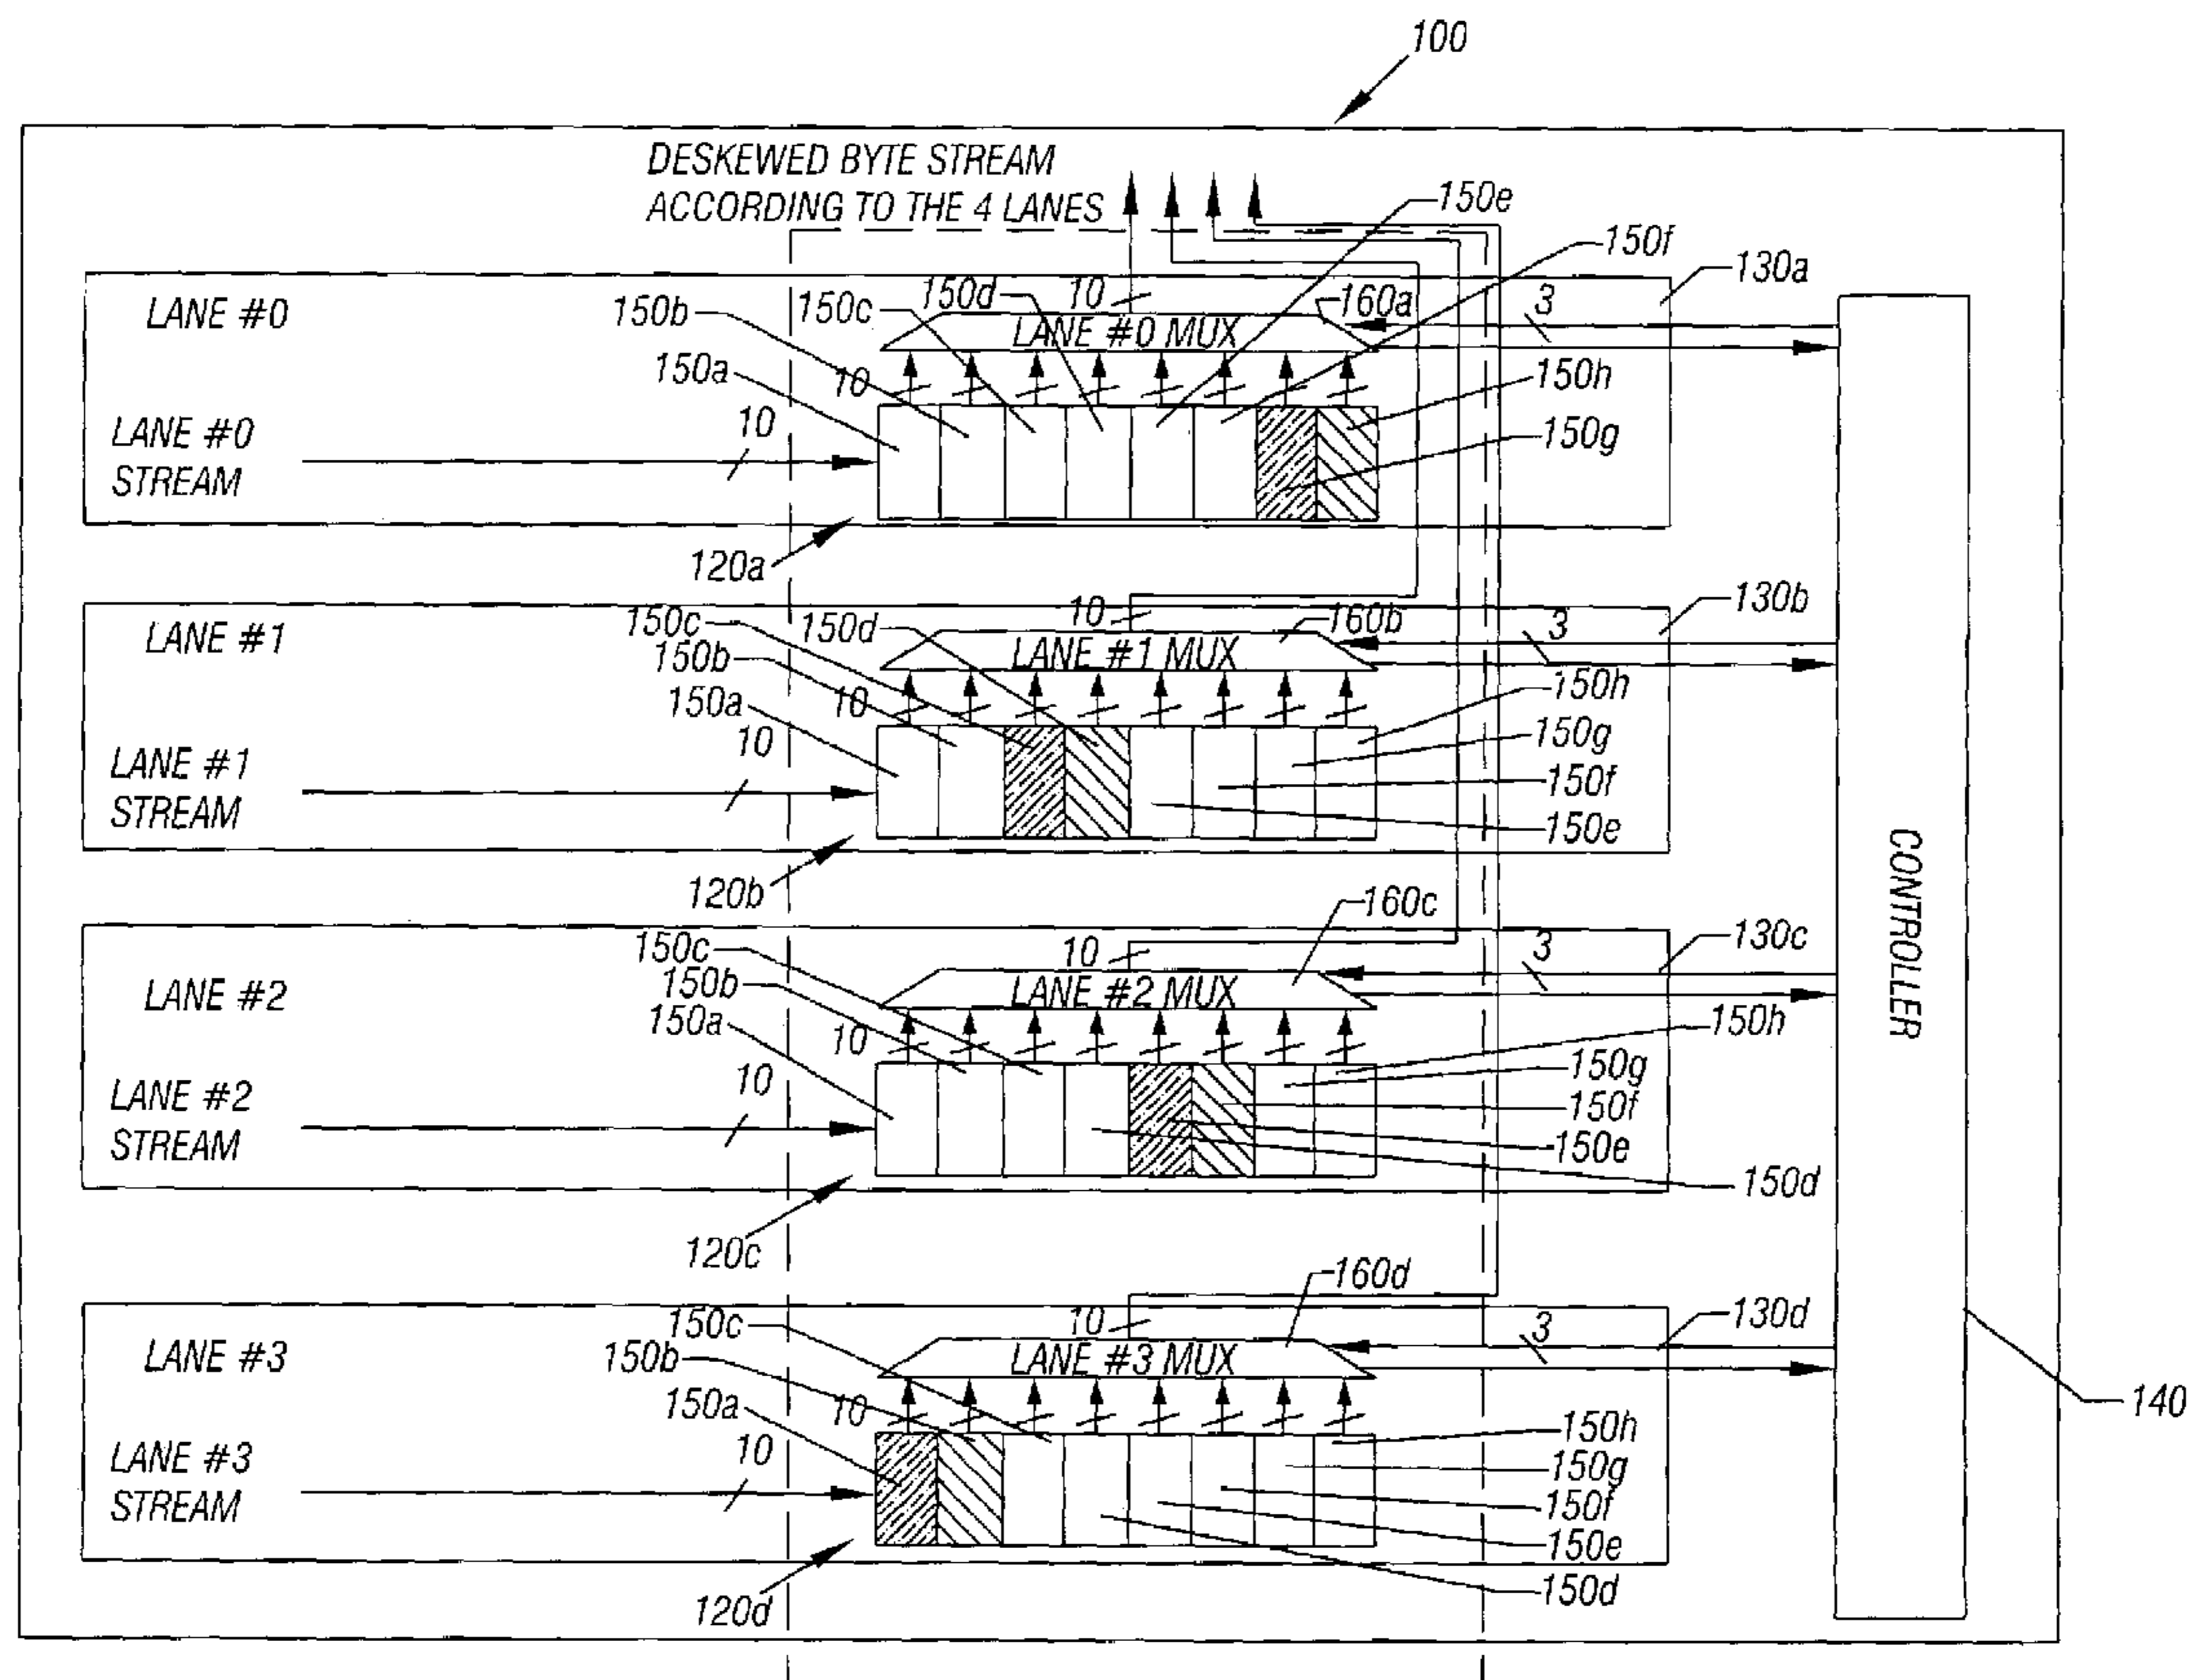 100
DESKEWED BYTE STREAM
ACCORDING TO THE 4 LANES
150e
150f
130a
LANE #0
150b
150c
150d
10
160a
3
LANE #0 MUX
150a
10
150h
LANE #0
STREAM
10
150g
120a
130b
LANE #1
150c
150d
10
160b
3
150b
LANE #1 MUX
150a
10
150h
150g
LANE #1
STREAM
10
150f
150e
120b
160c
130c
LANE #2
150c
10
3
150b
LANE #2 MUX
150a
10
150h
150g
LANE #2
STREAM
10
150f
150e
150d
120c
CONTROLLER
160d
130d
LANE #3
150c
10
3
150b
LANE #3 MUX
150a
10
140
150h
150g
LANE #3
STREAM
10
150f
150e
150d
120d